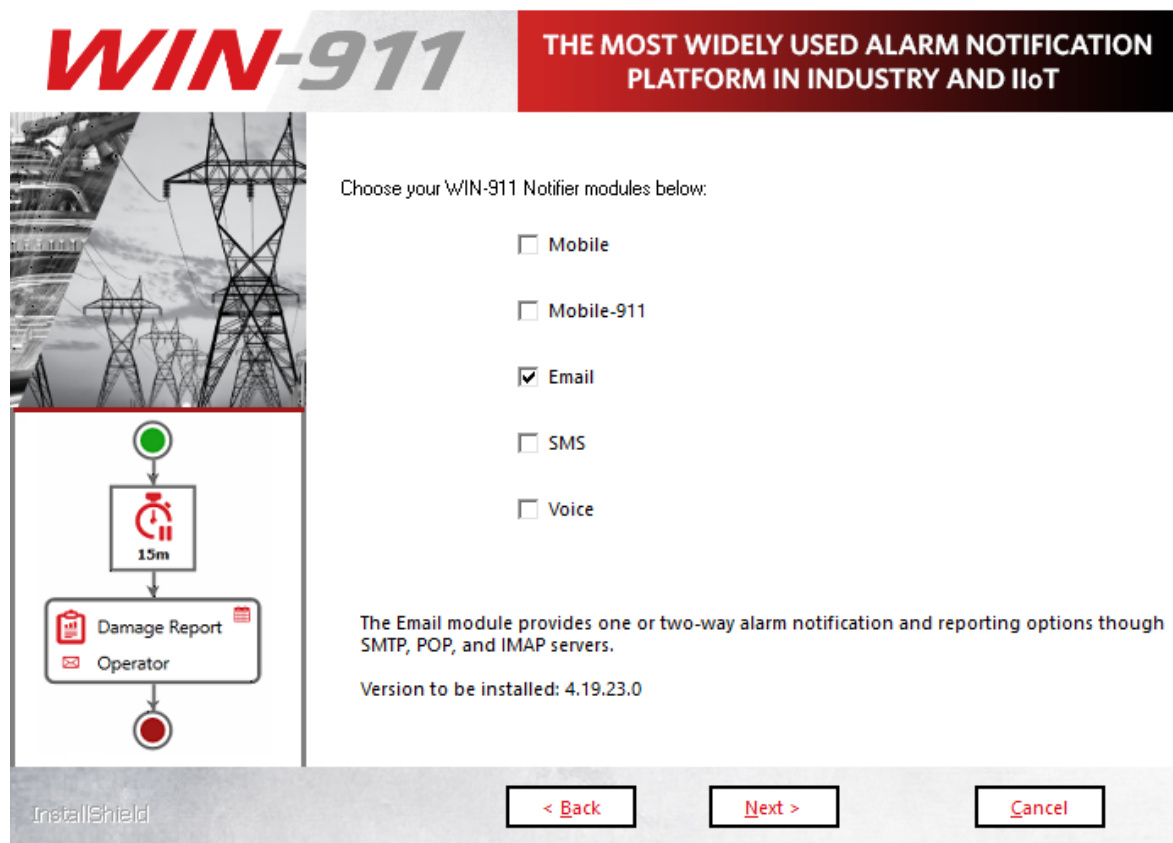 WIN-911
THE MOST WIDELY USED ALARM NOTIFICATION
PLATFORM IN INDUSTRY AND IIoT
Choose your WIN-911 Notifier modules below:
Mobile
Mobile-911
Email
SMS
Voice
15m
Damage Report
Operator
The Email module provides one or two-way alarm notification and reporting options though
SMTP, POP, and IMAP servers.
Version to be installed: 4.19.23.0
InstallShield
< Back
Next >
Cancel